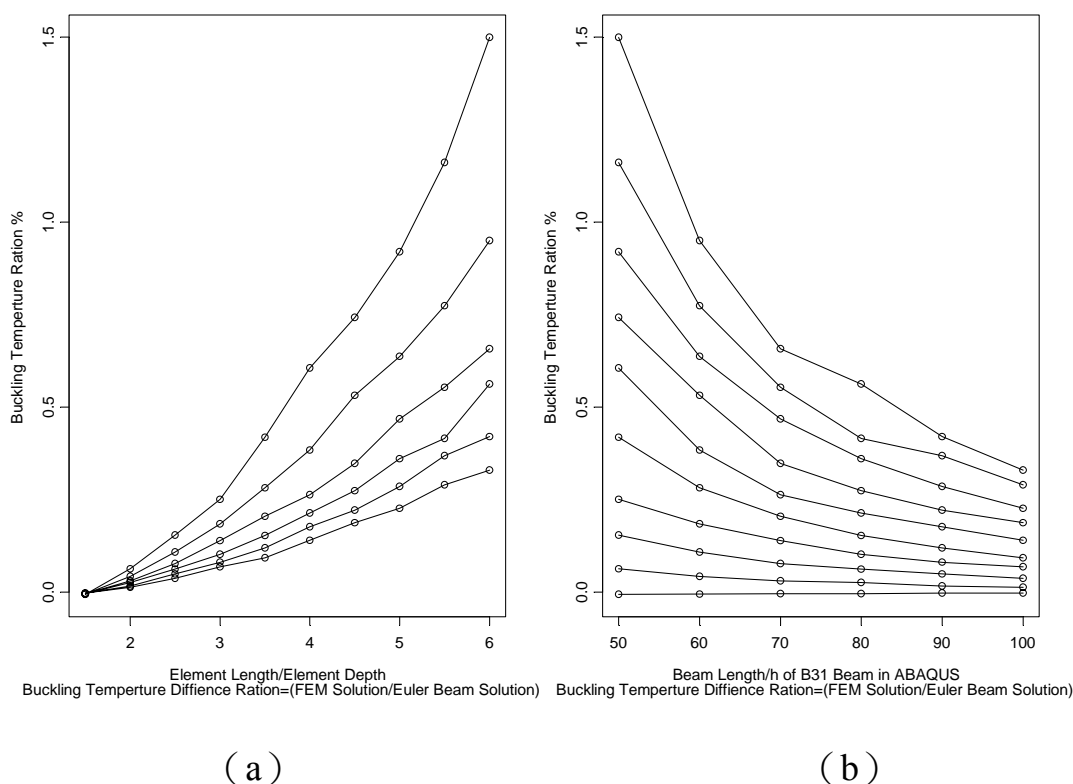 Buckling Temperture Ration %
0.0
0.5
1.0
1.5
2
3
4
5
6
Element Length/Element Depth
Buckling Temperture Diffience Ration=(FEM Solution/Euler Beam Solution)
(a)
Buckling Temperture Ration %
0.0
0.5
1.0
1.5
50
60
70
80
90
100
Beam Length/h of B31 Beam in ABAQUS
Buckling Temperture Diffience Ration=(FEM Solution/Euler Beam Solution)
(b)